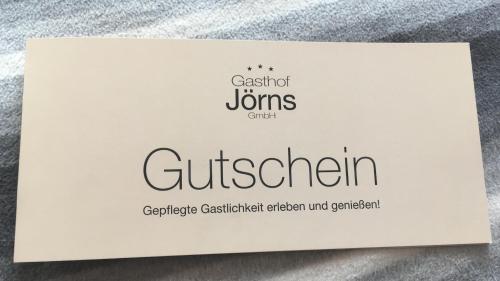 Gasthof
Jörns
GmbH
Gutschein
Gepflegte Gastlichkeit erleben und genießen!